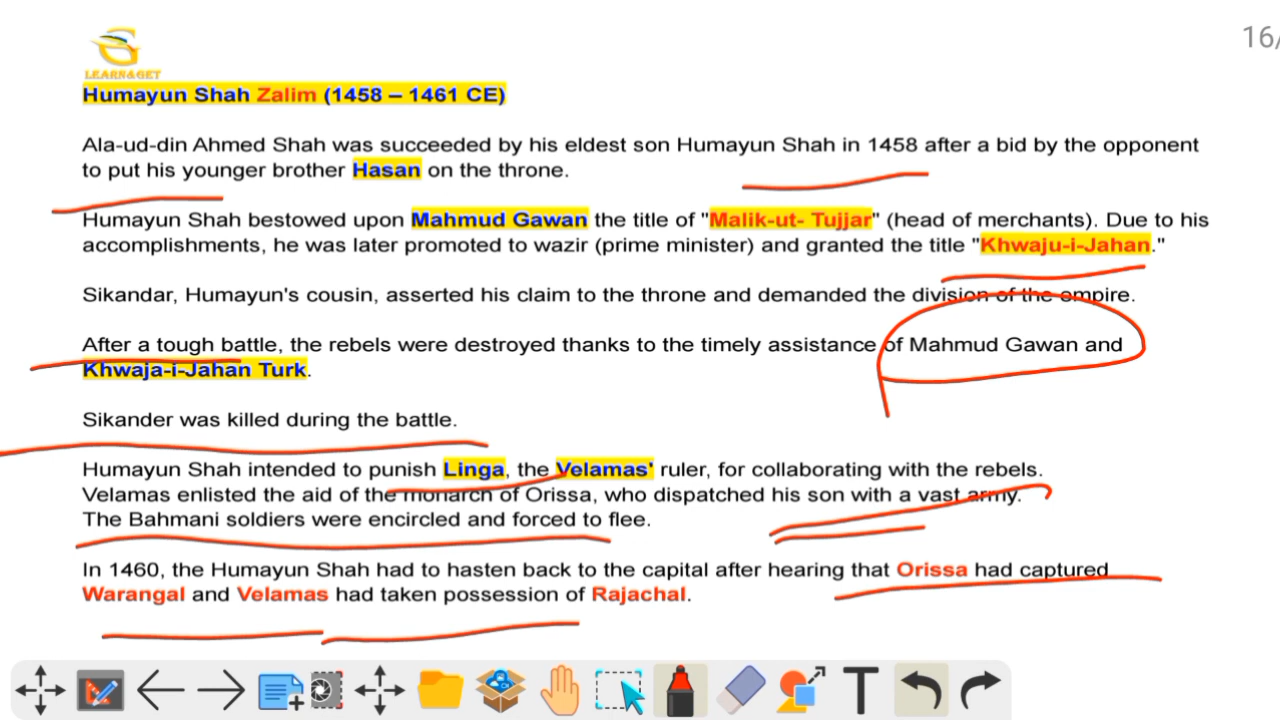 16/
LEARN&GET
Humayun Shah Zalim (1458 – 1461 CE)
Ala-ud-din Ahmed Shah was succeeded by his eldest son Humayun Shah in 1458 after a bid by the opponent
to put his younger brother Hasan on the throne.
Humayun Shah bestowed upon Mahmud Gawan the title of "Malik-ut- Tujjar" (head of merchants). Due to his
accomplishments, he was later promoted to wazir (prime minister) and granted the title "Khwaju-i-Jahan."
Sikandar, Humayun's cousin, asserted his claim to the throne and demanded the division of the empire.
After a tough battle, the rebels were destroyed thanks to the timely assistance of Mahmud Gawan and
Khwaja-i-Jahan Turk.
Sikander was killed during the battle.
Humayun Shah intended to punish Linga, the Velamas' ruler, for collaborating with the rebels.
Velamas enlisted the aid of the monarch of Orissa, who dispatched his son with a vast army.
The Bahmani soldiers were encircled and forced to flee.
In 1460, the Humayun Shah had to hasten back to the capital after hearing that Orissa had captured
Warangal and Velamas had taken possession of Rajachal.
T